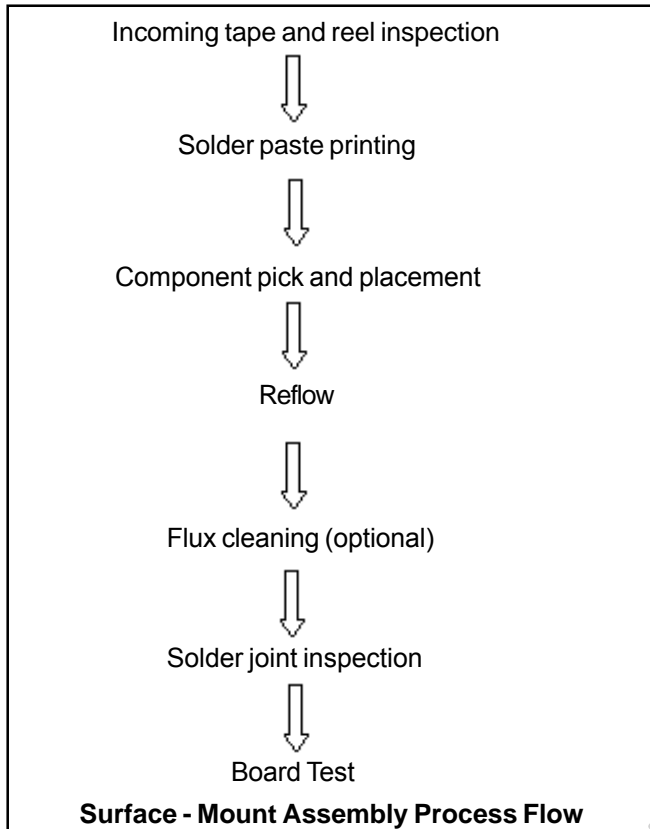 Incoming tape and reel inspection
Solder paste printing
Component pick and placement
Reflow
Flux cleaning (optional)
Solder joint inspection
Board Test
Surface - Mount Assembly Process Flow